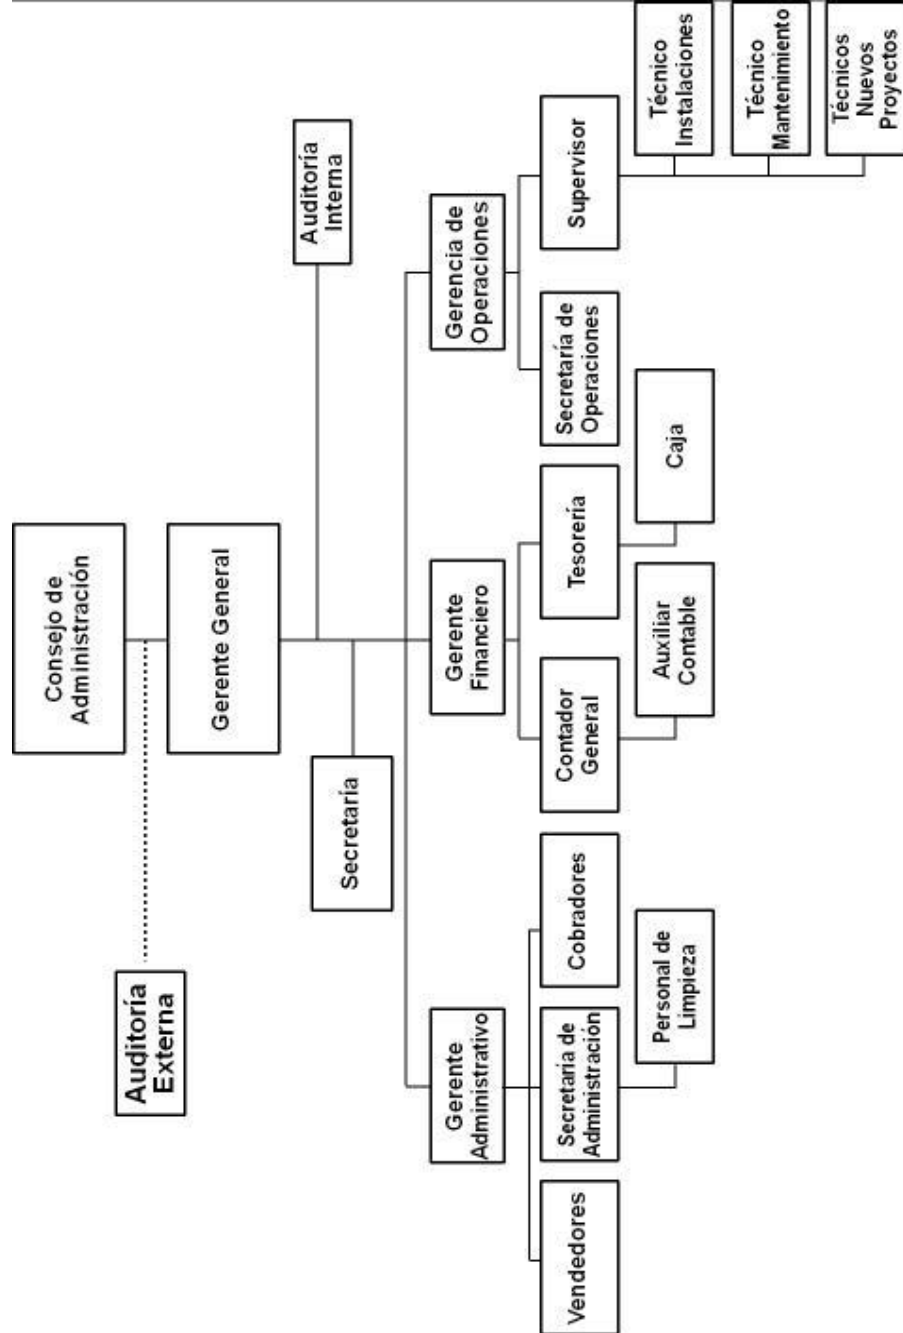 Consejo de
Administración
Auditoría
Externa
Gerente General
Auditoría
Interna
Secretaría
Gerente
Administrativo
Gerente
Financiero
Gerencia de
Operaciones
Vendedores
Secretaria de
Administración
Cobradores
Contador
General
Tesorería
Secretaría de
Operaciones
Supervisor
Personal de
Limpieza
Auxiliar
Contable
Caja
Técnico
Instalaciones
Técnico
Mantenimiento
Técnicos
Nuevos
Proyectos